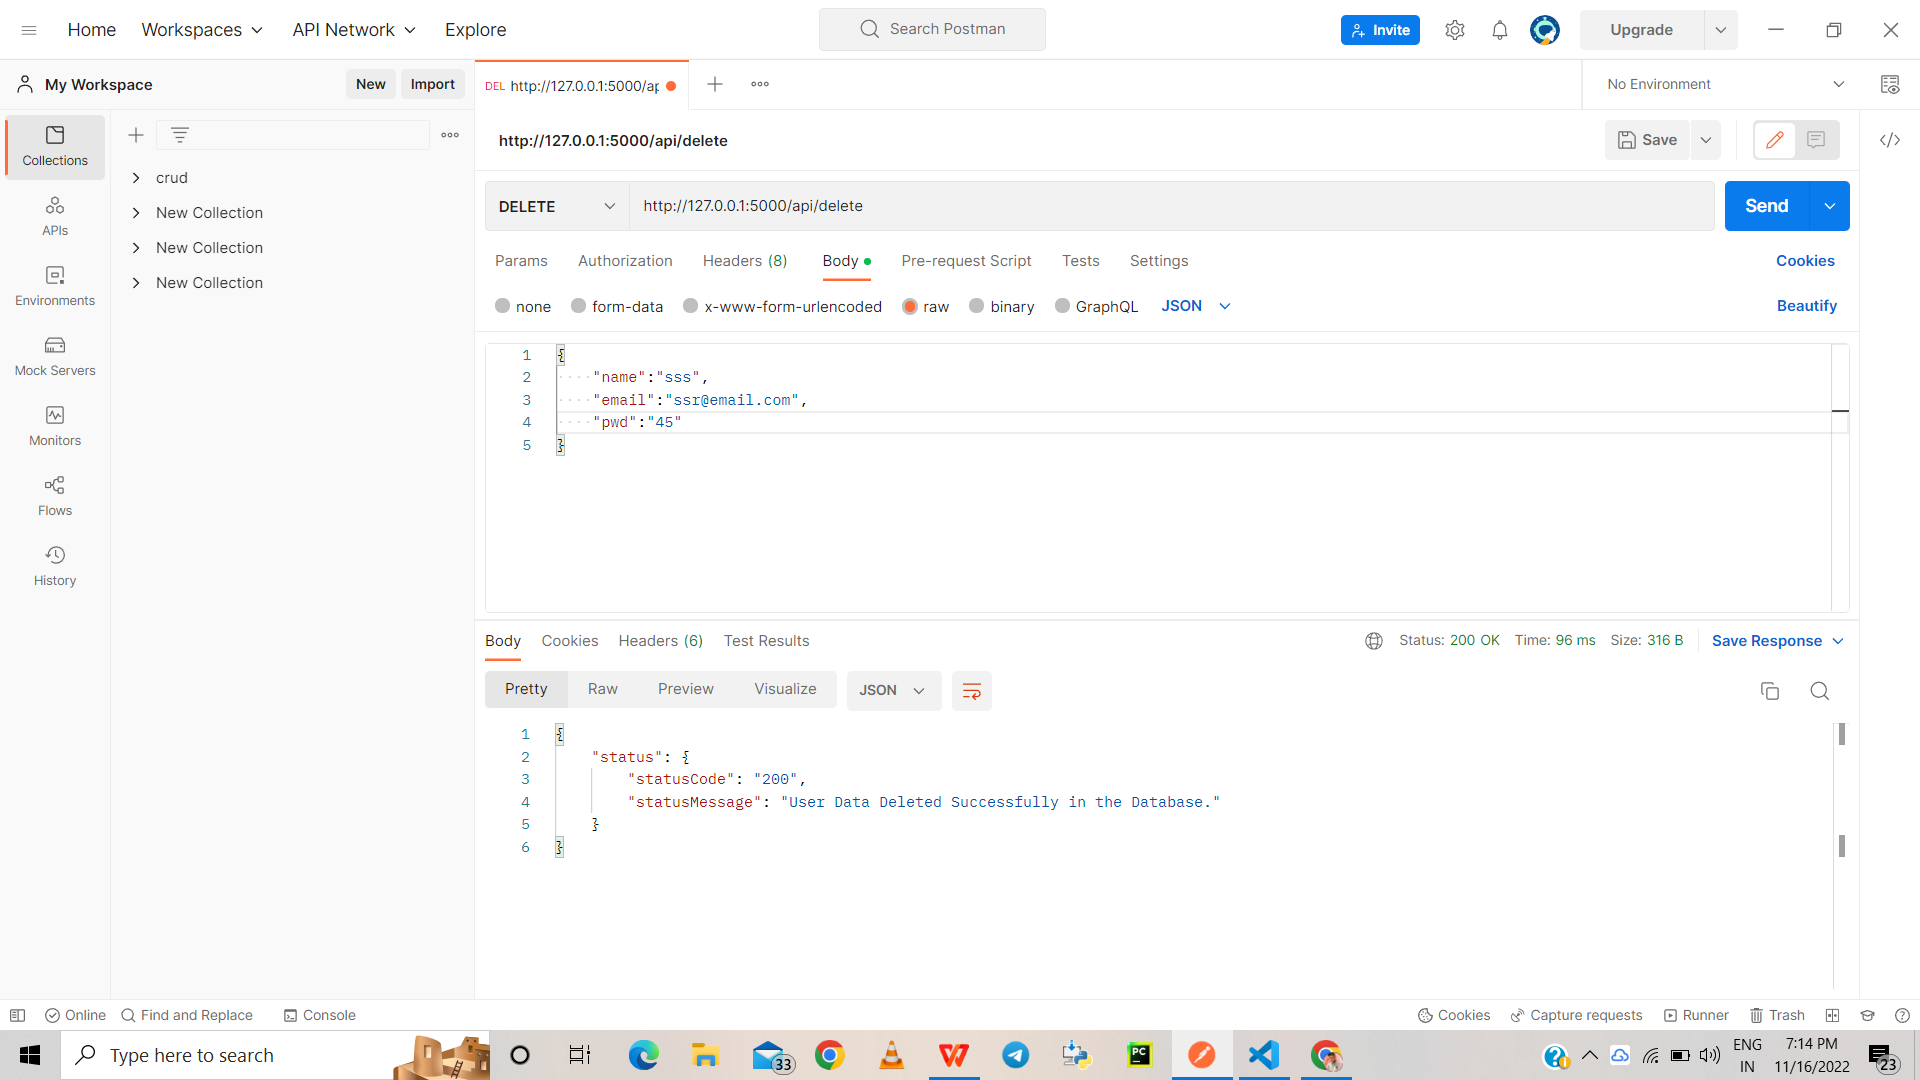 Home
Workspaces
API Network
Explore
Search Postman
Invite
Upgrade
My Workspace
New
Import
DEL http://127.0.0.1:5000/ap
No Environment
Collections
APIs
Environments
Mock Servers
Monitors
Flows
History
crud
New Collection
New Collection
New Collection
http://127.0.0.1:5000/api/delete
Save
DELETE
http://127.0.0.1:5000/api/delete
Send
Params
Authorization
Headers (8)
Body
Pre-request Script
Tests
Settings
Cookies
none
form-data
x-www-form-urlencoded
raw
binary
GraphQL
JSON
Beautify
1 {
2 ····"name":"sss",
3 ····"email":"ssr@email.com",
4 ····"pwd":"45"
5 }
Body
Cookies
Headers (6)
Test Results
Status: 200 OK
Time: 96 ms
Size: 316 B
Save Response
Pretty
Raw
Preview
Visualize
JSON
1 {
2 "status": {
3 "statusCode": "200",
4 "statusMessage": "User Data Deleted Successfully in the Database."
5 }
6 }
Online
Find and Replace
Console
Cookies
Capture requests
Runner
Trash
Type here to search
33
PC
ENG
IN
7:14 PM
11/16/2022
23